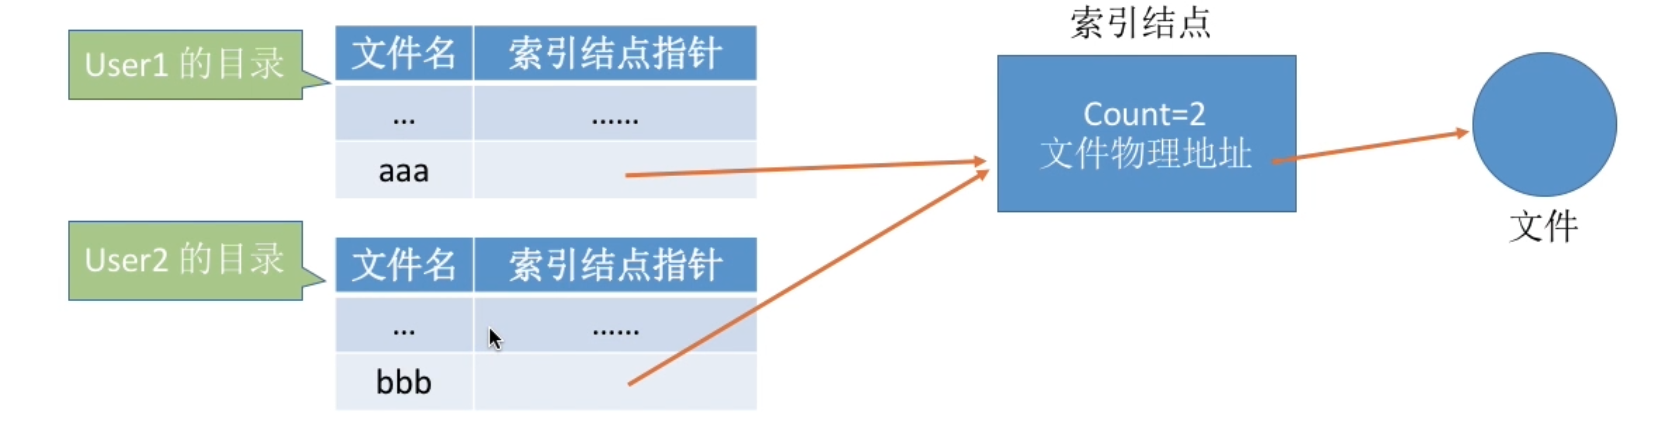 User1 的目录
文件名 索引结点指针
... ......
aaa
User2 的目录
文件名 索引结点指针
... ......
bbb
索引结点
Count=2
文件物理地址
文件